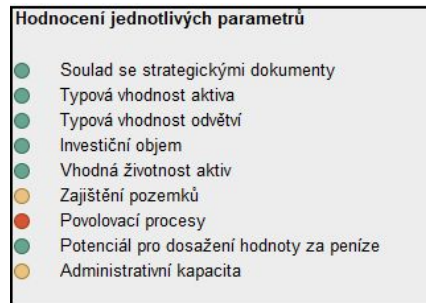 Hodnocení jednotlivých parametrů
Soulad se strategickými dokumenty
Typová vhodnost aktiva
Typová vhodnost odvětví
Investiční objem
Vhodná životnost aktiv
Zajištění pozemků
Povolovací procesy
Potenciál pro dosažení hodnoty za peníze
Administrativní kapacita